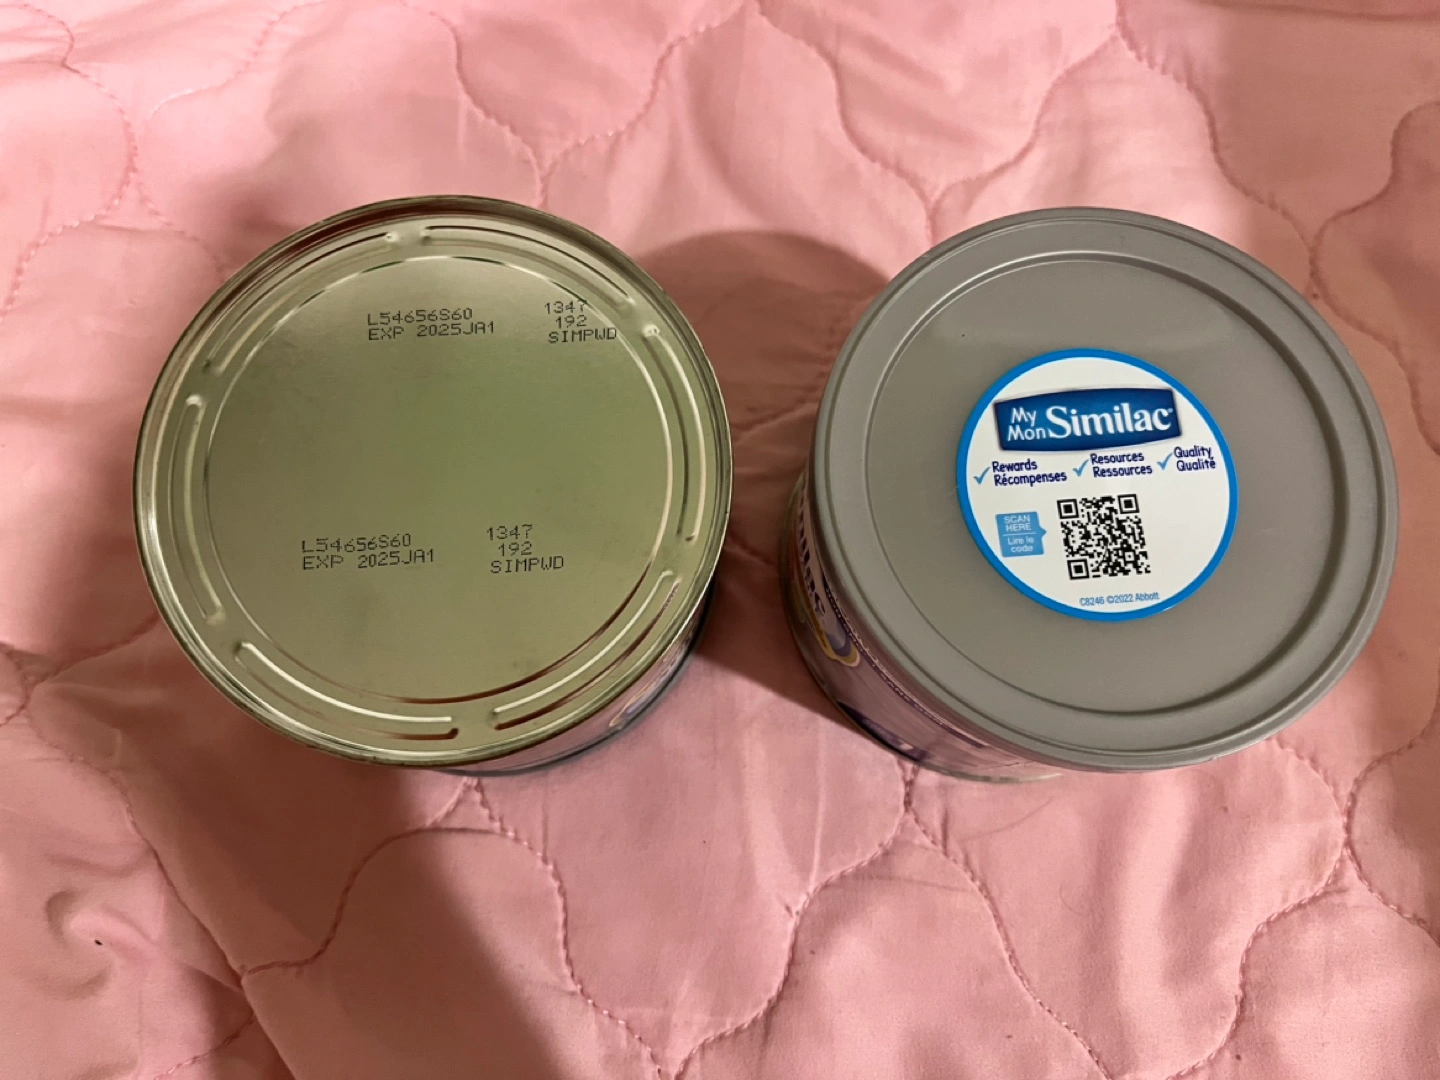 L54656S60
EXP 2025JA1
1347
192
SIMPWD
L54656S60
EXP 2025JA1
1347
192
SIMPWD
My
Mon Similac®
Rewards
Récompenses
Resources
Ressources
Quality
Qualité
SCAN
HERE
Lire le
code
C8246 ©2022 Abbott